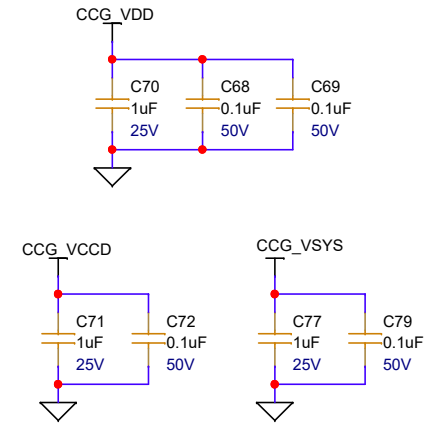 CCG_VDD
C70
1uF
25V
C68
0.1uF
50V
C69
0.1uF
50V
CCG_VCCD
C71
1uF
25V
C72
0.1uF
50V
CCG_VSYS
C77
1uF
25V
C79
0.1uF
50V